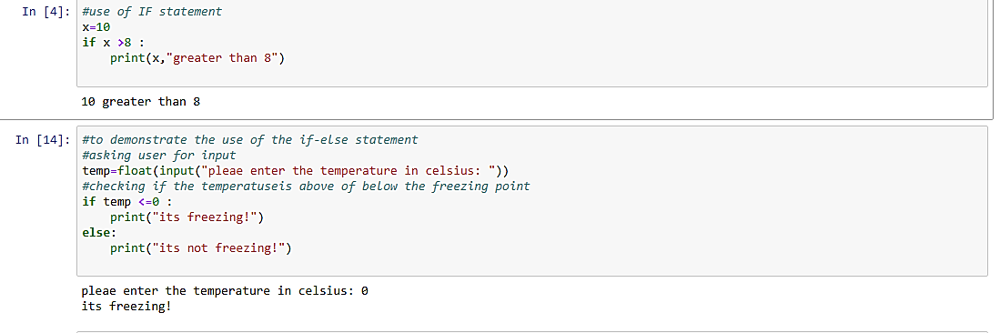 In [4]: #use of IF statement
x=10
if x >8 :
    print(x,"greater than 8")
10 greater than 8
In [14]: #to demonstrate the use of the if-else statement
#asking user for input
temp=float(input("pleae enter the temperature in celsius: "))
#checking if the temperatuseis above of below the freezing point
if temp <=0 :
    print("its freezing!")
else:
    print("its not freezing!")
pleae enter the temperature in celsius: 0
its freezing!